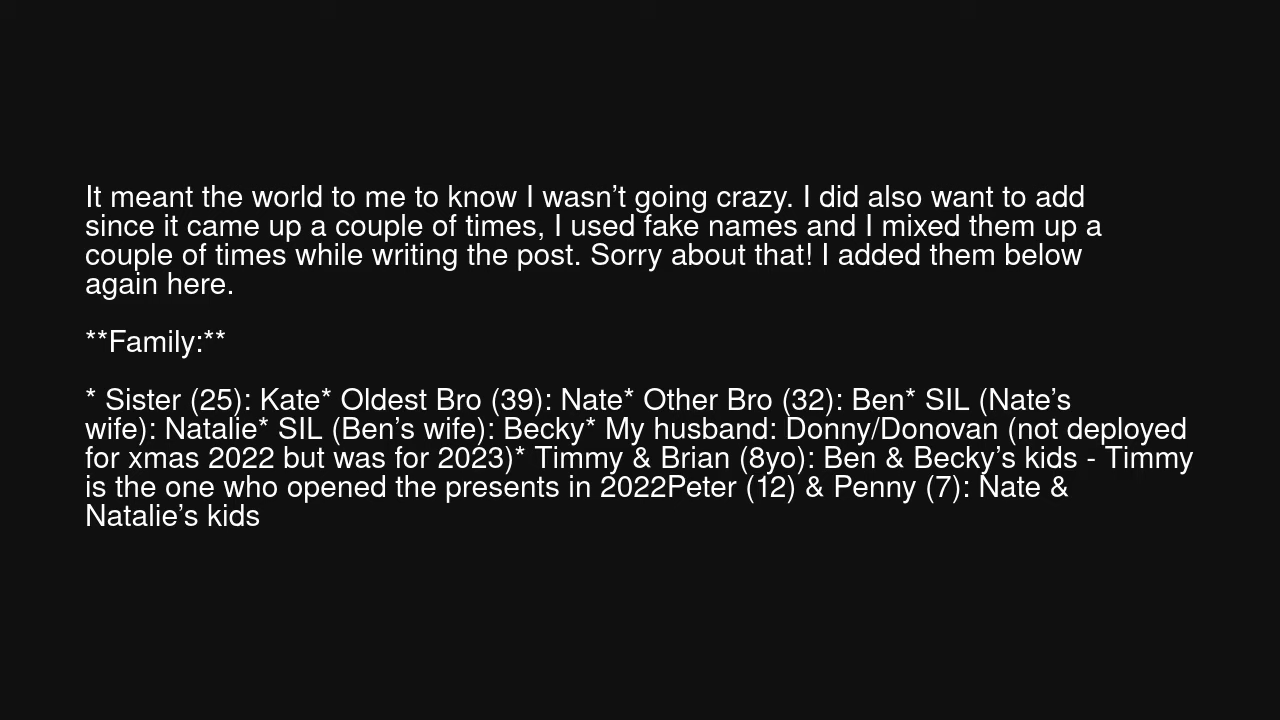 It meant the world to me to know I wasn’t going crazy. I did also want to add
since it came up a couple of times, I used fake names and I mixed them up a
couple of times while writing the post. Sorry about that! I added them below
again here.
**Family:**
* Sister (25): Kate* Oldest Bro (39): Nate* Other Bro (32): Ben* SIL (Nate’s
wife): Natalie* SIL (Ben’s wife): Becky* My husband: Donny/Donovan (not deployed
for xmas 2022 but was for 2023)* Timmy & Brian (8yo): Ben & Becky’s kids - Timmy
is the one who opened the presents in 2022Peter (12) & Penny (7): Nate &
Natalie’s kids